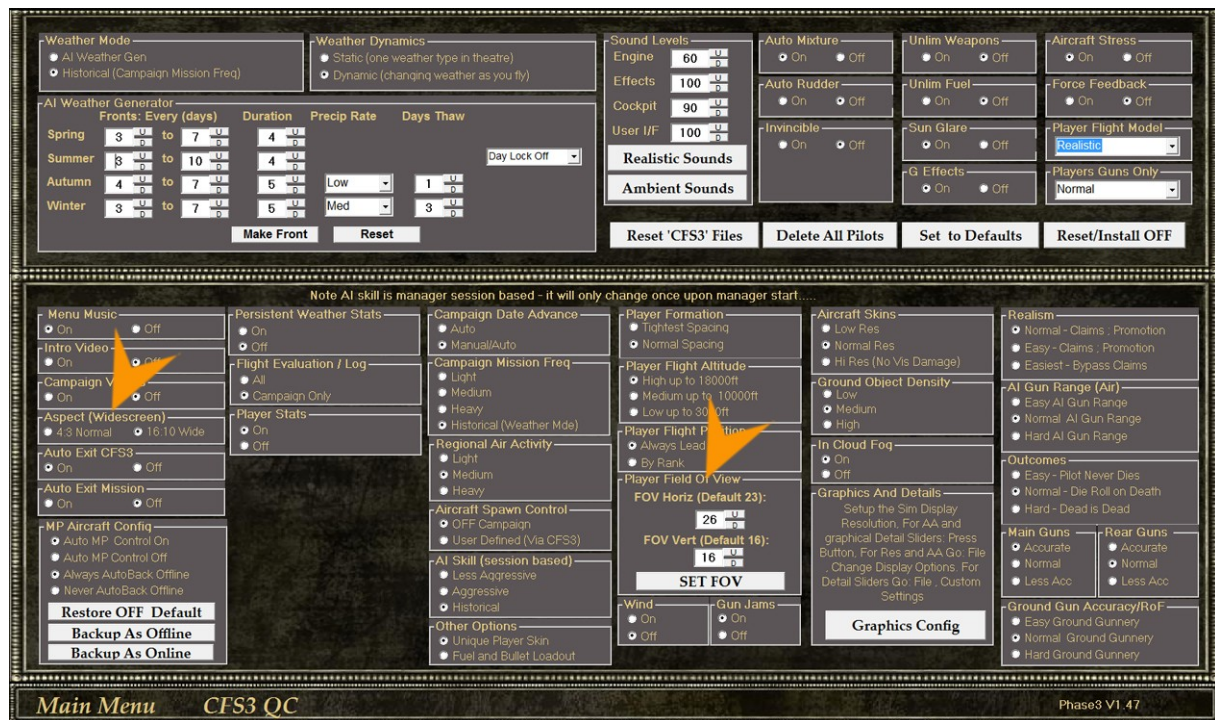 Weather Mode
AI Weather Gen
Historical (Campaign Mission Freq)
Weather Dynamics
Static (one weather type in theatre)
Dynamic (changing weather as you fly)
AI Weather Generator
Fronts: Every (days) Duration Precip Rate Days Thaw
Spring 3 U D to 7 U D 4 U D
Summer 3 U D to 10 U D 4 U D Day Lock Off
Autumn 4 U D to 7 U D 5 U D Low 1 U D
Winter 3 U D to 7 U D 5 U D Med 3 U D
Make Front Reset
Sound Levels
Engine 60 U D
Effects 100 U D
Cockpit 90 U D
User I/F 100 U D
Realistic Sounds
Ambient Sounds
Auto Mixture
On Off
Auto Rudder
On Off
Invincible
On Off
Unlim Weapons
On Off
Unlim Fuel
On Off
Sun Glare
On Off
G Effects
On Off
Aircraft Stress
On Off
Force Feedback
On Off
Player Flight Model
Realistic
Players Guns Only
Normal
Reset 'CFS3' Files Delete All Pilots Set to Defaults Reset/Install OFF
Note AI skill is manager session based - it will only change once upon manager start.....
Menu Music
On Off
Intro Video
On Off
Campaign
On Off
Aspect (Widescreen)
4:3 Normal 16:10 Wide
Auto Exit CFS3
On Off
Auto Exit Mission
On Off
MP Aircraft Config
Auto MP Control On
Auto MP Control Off
Always AutoBack Offline
Never AutoBack Offline
Restore OFF Default
Backup As Offline
Backup As Online
Persistent Weather Stats
On
Off
Flight Evaluation / Log
All
Campaign Only
Player Stats
On
Off
Campaign Date Advance
Auto
Manual/Auto
Campaign Mission Freq
Light
Medium
Heavy
Historical (Weather Mde)
Regional Air Activity
Light
Medium
Heavy
Aircraft Spawn Control
OFF Campaign
User Defined (Via CFS3)
AI Skill (session based)
Less Aggressive
Aggressive
Historical
Other Options
Unique Player Skin
Fuel and Bullet Loadout
Player Formation
Tightest Spacing
Normal Spacing
Player Flight Altitude
High up to 18000ft
Medium up to 10000ft
Low up to
Player Flight
Always Lead
By Rank
Player Field Of View
FOV Horiz (Default 23):
26 U D
FOV Vert (Default 16):
16 U D
SET FOV
Wind
On
Off
Gun Jams
On
Off
Aircraft Skins
Low Res
Normal Res
Hi Res (No Vis Damage)
Ground Object Density
Low
Medium
High
In Cloud Fog
On
Off
Graphics And Details
Setup the Sim Display
Resolution, For AA and
graphical Detail Sliders: Press
Button, For Res and AA Go: File
, Change Display Options. For
Detail Sliders Go: File , Custom
Settings
Graphics Config
Realism
Normal - Claims ; Promotion
Easy - Claims ; Promotion
Easiest - Bypass Claims
AI Gun Range (Air)
Easy AI Gun Range
Normal AI Gun Range
Hard AI Gun Range
Outcomes
Easy - Pilot Never Dies
Normal - Die Roll on Death
Hard - Dead is Dead
Main Guns
Accurate
Normal
Less Acc
Rear Guns
Accurate
Normal
Less Acc
Ground Gun Accuracy/RoF
Easy Ground Gunnery
Normal Ground Gunnery
Hard Ground Gunnery
Main Menu CFS3 QC Phase3 V1.47